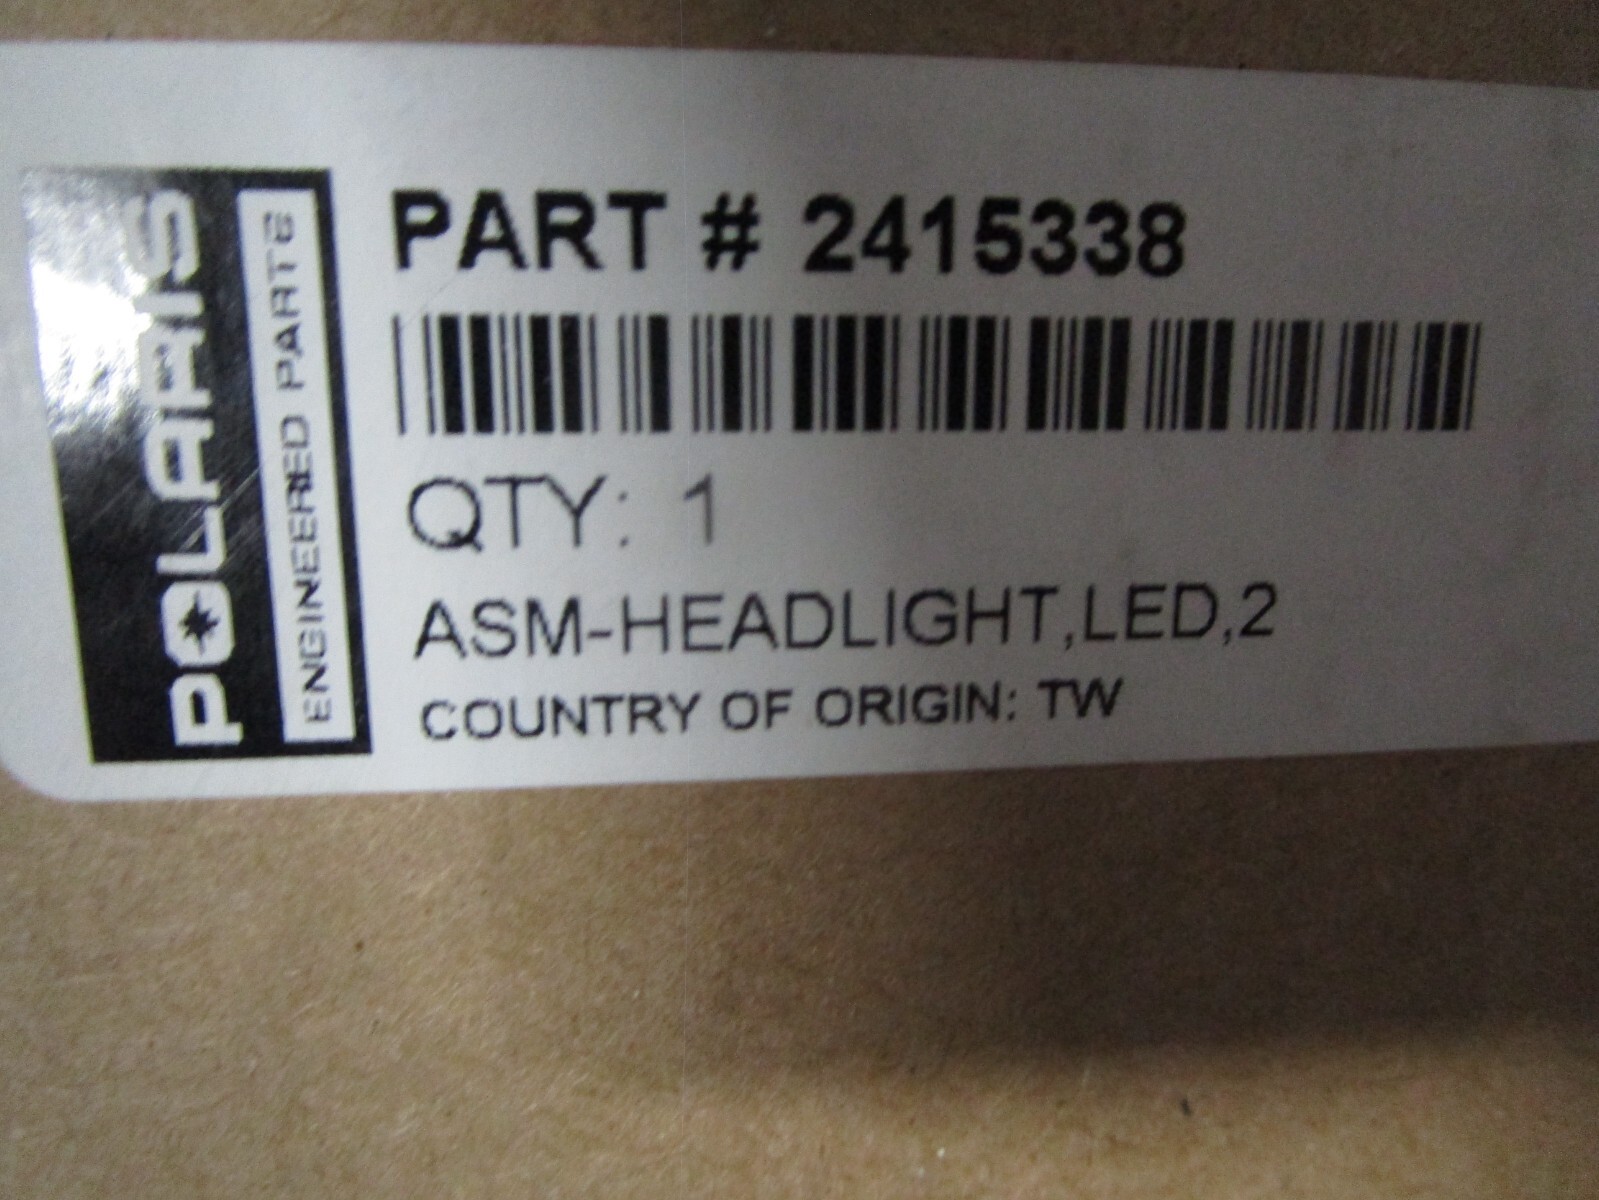 POLARIS
ENGINEERED PARTS
PART # 2415338
QTY: 1
ASM-HEADLIGHT,LED,2
COUNTRY OF ORIGIN: TW